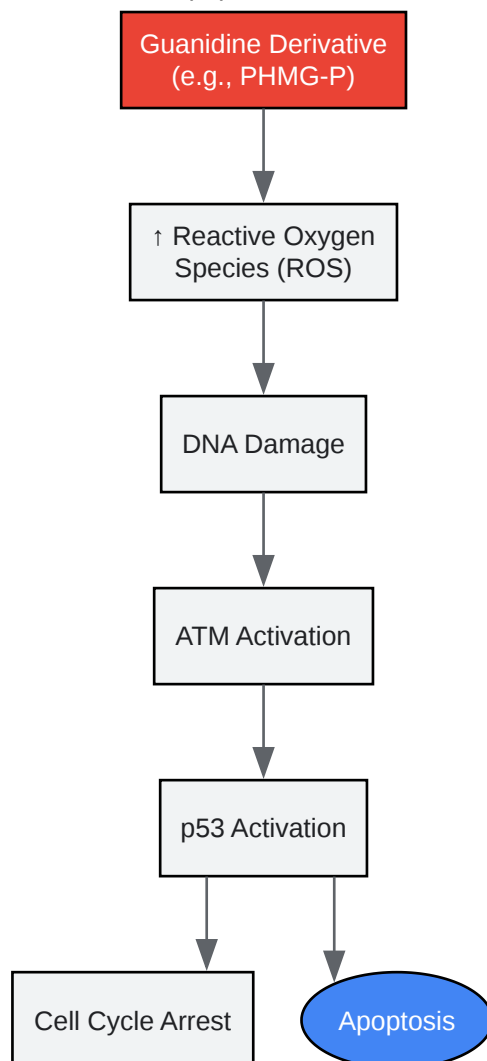 Guanidine Derivative
(e.g., PHMG-P)
↑ Reactive Oxygen
Species (ROS)
DNA Damage
ATM Activation
p53 Activation
Cell Cycle Arrest
Apoptosis